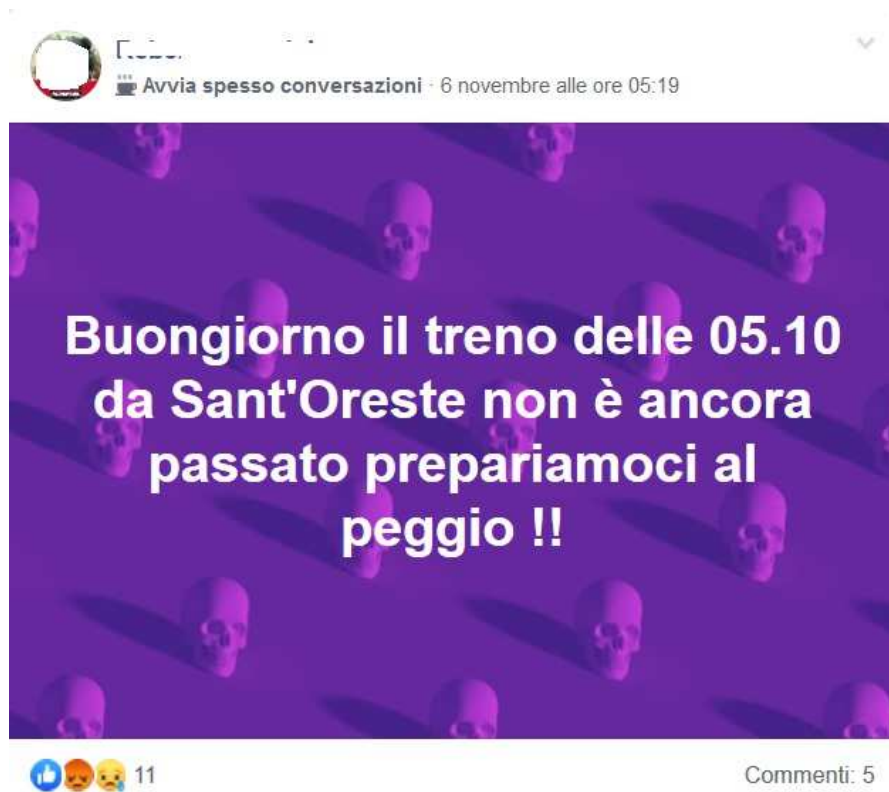 Avvia spesso conversazioni · 6 novembre alle ore 05:19
Buongiorno il treno delle 05.10
da Sant'Oreste non è ancora
passato prepariamoci al
peggio !!
11
Commenti: 5